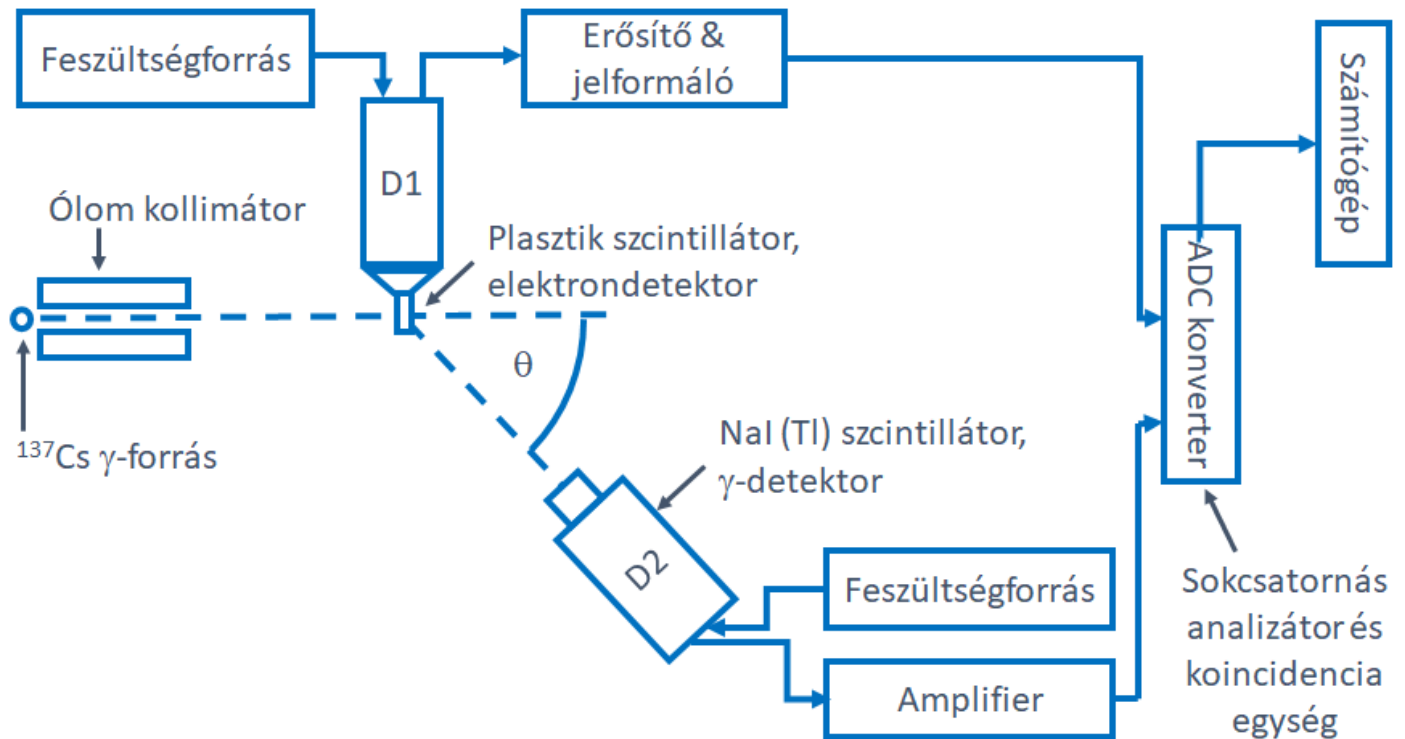 Feszültségforrás
Erősítő &
jelformáló
Számítógép
D1
Ólom kollimátor
Plasztik szcintillátor,
elektrondetektor
ADC konverter
θ
¹³⁷Cs γ-forrás
NaI (Tl) szcintillátor,
γ-detektor
D2
Feszültségforrás
Amplifier
Sokcsatornás
analizátor és
koincidencia
egység